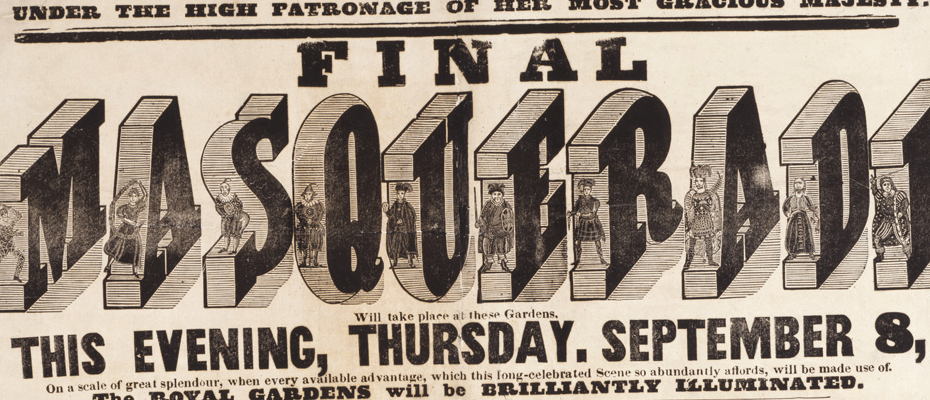 UNDER THE HIGH PATRONAGE OF HER MOST GRACIOUS MAJESTY.
FINAL
MASQUERADE
Will take place at these Gardens,
THIS EVENING, THURSDAY. SEPTEMBER 8,
On a scale of great splendour, when every available advantage, which this long-celebrated Scene so abundantly affords, will be made use of.
The ROYAL GARDENS will be BRILLIANTLY ILLUMINATED.